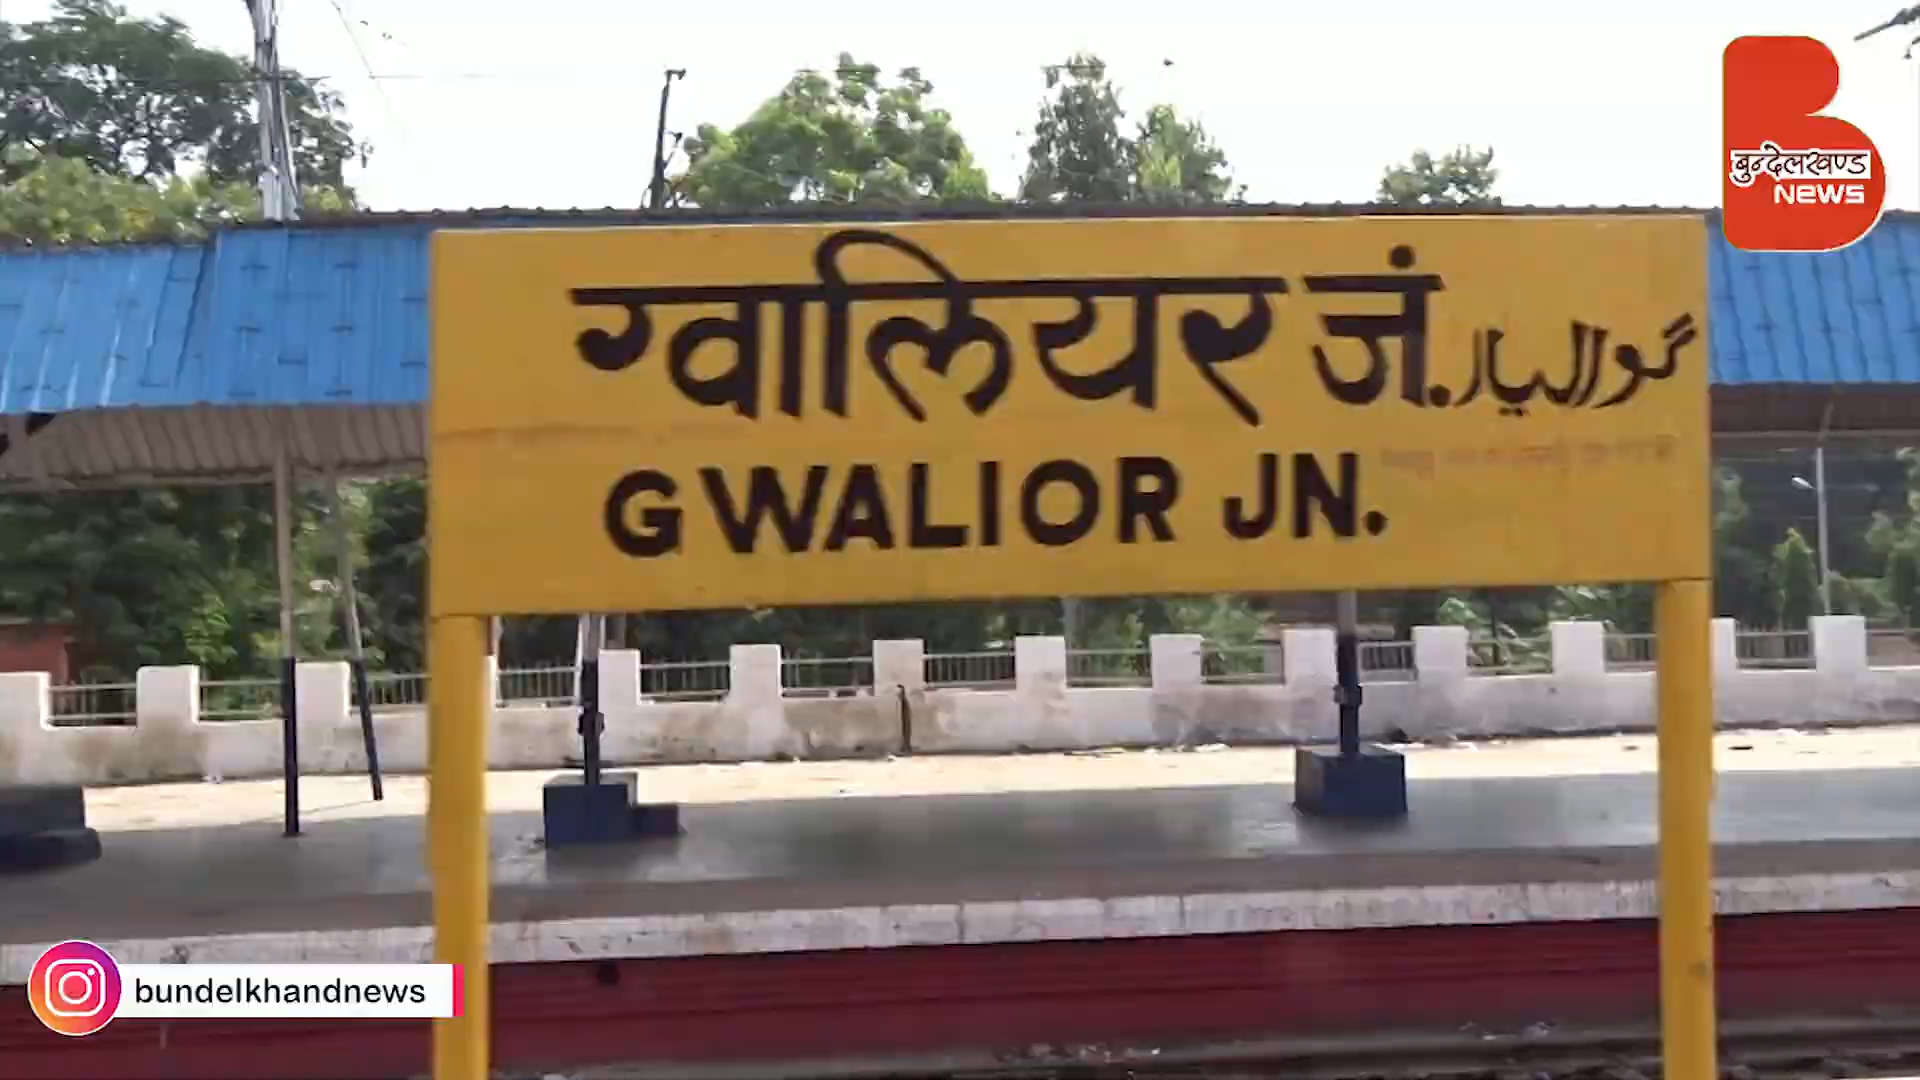 बुन्देलखण्ड
NEWS
ग्वालियर जं. گوالیار
GWALIOR JN.
bundelkhandnews